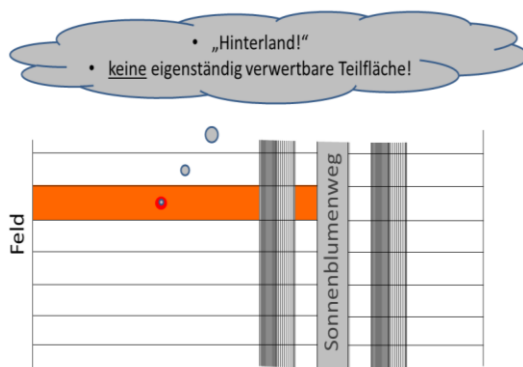 • „Hinterland!“
• keine eigenständig verwertbare Teilfläche!
Feld
Sonnenblumenweg